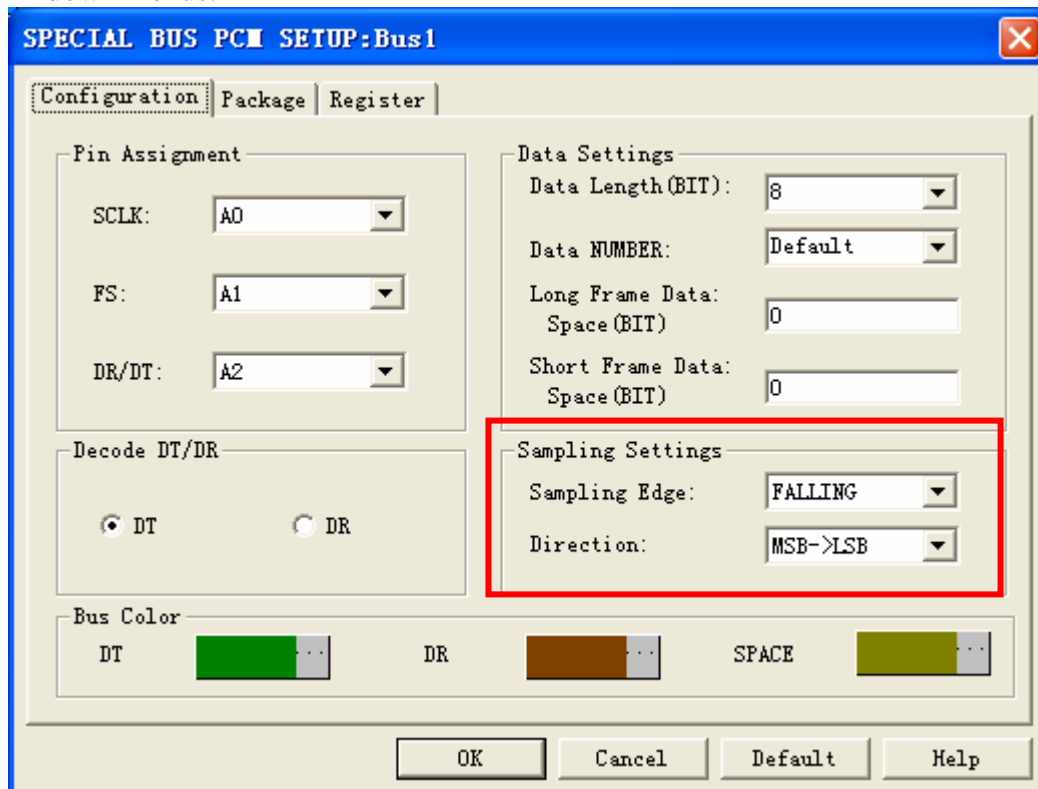 SPECIAL BUS PCM SETUP:Bus1
Configuration Package Register
Pin Assignment
SCLK: A0
FS: A1
DR/DT: A2
Data Settings
Data Length(BIT): 8
Data NUMBER: Default
Long Frame Data:
Space(BIT) 0
Short Frame Data:
Space(BIT) 0
Decode DT/DR
DT DR
Sampling Settings
Sampling Edge: FALLING
Direction: MSB->LSB
Bus Color
DT ... DR ... SPACE ...
OK Cancel Default Help